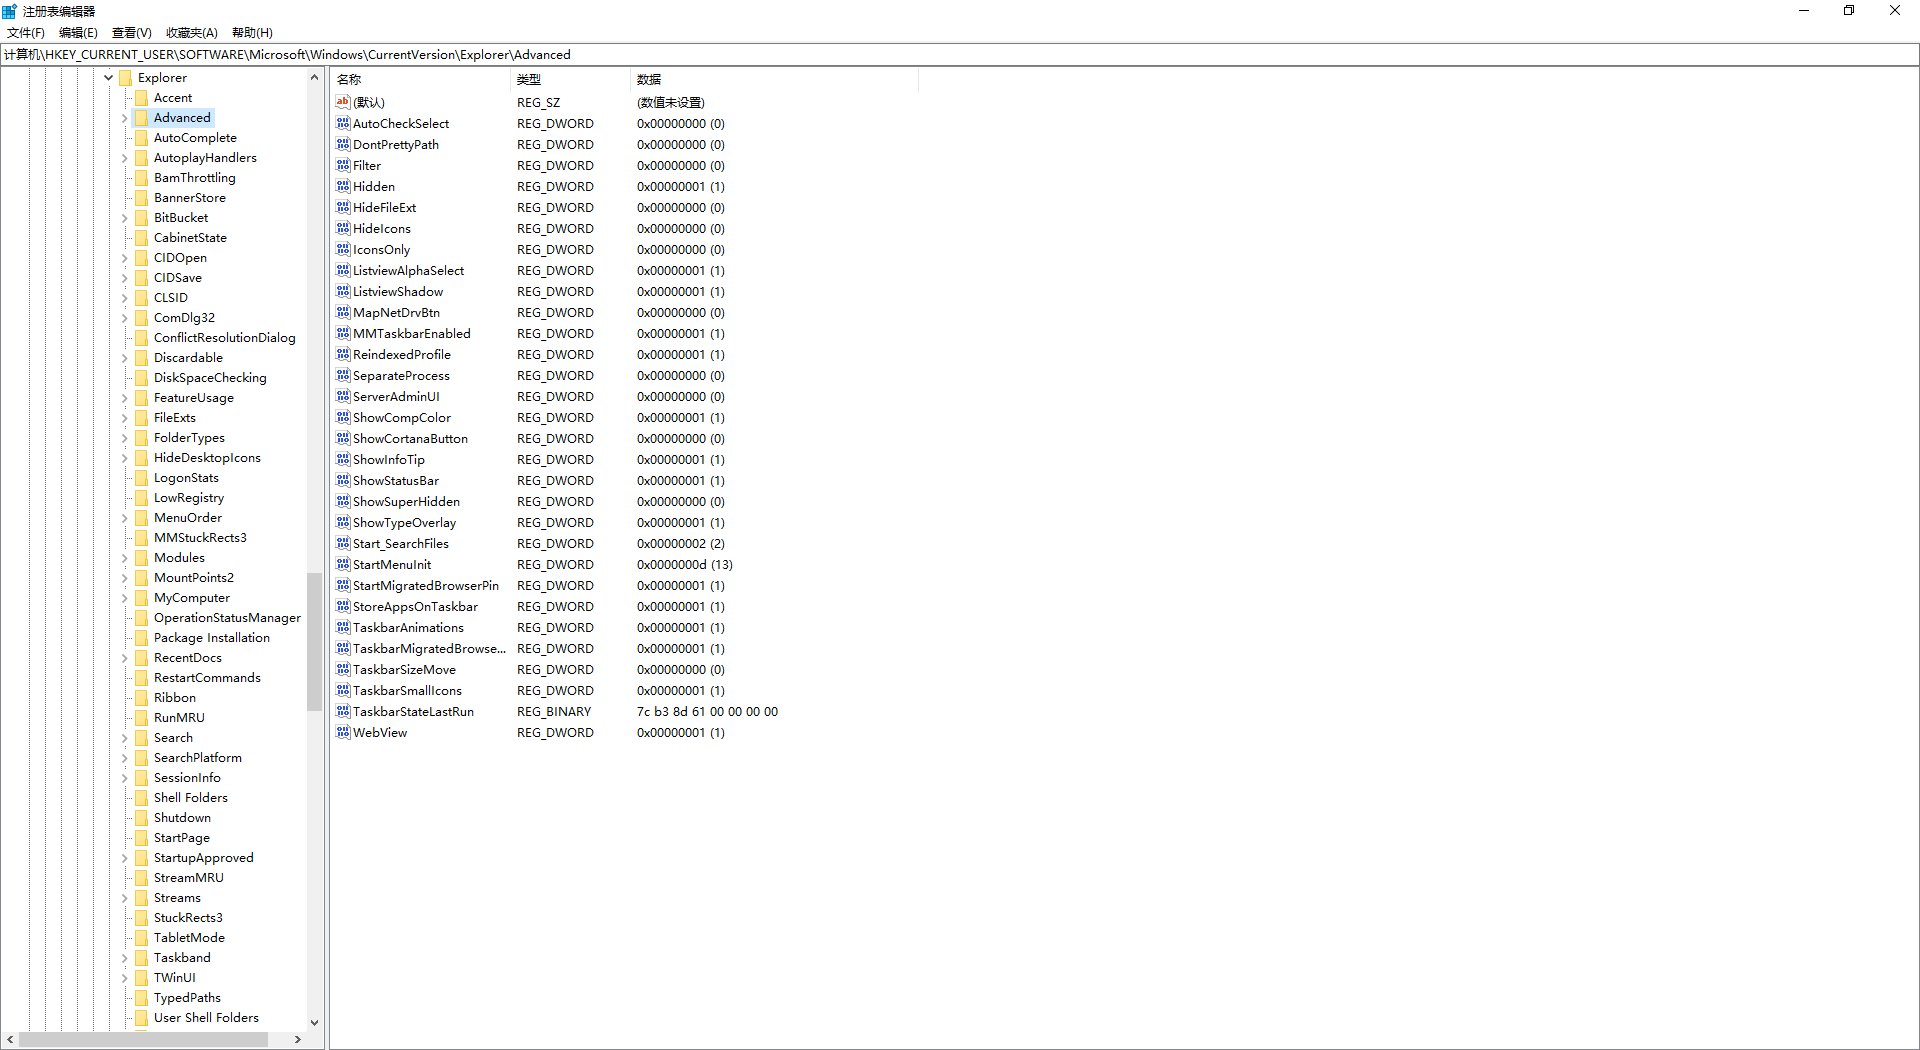 注册表编辑器
文件(F) 编辑(E) 查看(V) 收藏夹(A) 帮助(H)
计算机\HKEY_CURRENT_USER\SOFTWARE\Microsoft\Windows\CurrentVersion\Explorer\Advanced
Explorer
Accent
Advanced
AutoComplete
AutoplayHandlers
BamThrottling
BannerStore
BitBucket
CabinetState
CIDOpen
CIDSave
CLSID
ComDlg32
ConflictResolutionDialog
Discardable
DiskSpaceChecking
FeatureUsage
FileExts
FolderTypes
HideDesktopIcons
LogonStats
LowRegistry
MenuOrder
MMStuckRects3
Modules
MountPoints2
MyComputer
OperationStatusManager
Package Installation
RecentDocs
RestartCommands
Ribbon
RunMRU
Search
SearchPlatform
SessionInfo
Shell Folders
Shutdown
StartPage
StartupApproved
StreamMRU
Streams
StuckRects3
TabletMode
Taskband
TWinUI
TypedPaths
User Shell Folders
名称 类型 数据
(默认) REG_SZ (数值未设置)
AutoCheckSelect REG_DWORD 0x00000000 (0)
DontPrettyPath REG_DWORD 0x00000000 (0)
Filter REG_DWORD 0x00000000 (0)
Hidden REG_DWORD 0x00000001 (1)
HideFileExt REG_DWORD 0x00000000 (0)
HideIcons REG_DWORD 0x00000000 (0)
IconsOnly REG_DWORD 0x00000000 (0)
ListviewAlphaSelect REG_DWORD 0x00000001 (1)
ListviewShadow REG_DWORD 0x00000001 (1)
MapNetDrvBtn REG_DWORD 0x00000000 (0)
MMTaskbarEnabled REG_DWORD 0x00000001 (1)
ReindexedProfile REG_DWORD 0x00000001 (1)
SeparateProcess REG_DWORD 0x00000000 (0)
ServerAdminUI REG_DWORD 0x00000000 (0)
ShowCompColor REG_DWORD 0x00000001 (1)
ShowCortanaButton REG_DWORD 0x00000000 (0)
ShowInfoTip REG_DWORD 0x00000001 (1)
ShowStatusBar REG_DWORD 0x00000001 (1)
ShowSuperHidden REG_DWORD 0x00000000 (0)
ShowTypeOverlay REG_DWORD 0x00000001 (1)
Start_SearchFiles REG_DWORD 0x00000002 (2)
StartMenuInit REG_DWORD 0x0000000d (13)
StartMigratedBrowserPin REG_DWORD 0x00000001 (1)
StoreAppsOnTaskbar REG_DWORD 0x00000001 (1)
TaskbarAnimations REG_DWORD 0x00000001 (1)
TaskbarMigratedBrowse... REG_DWORD 0x00000001 (1)
TaskbarSizeMove REG_DWORD 0x00000000 (0)
TaskbarSmallIcons REG_DWORD 0x00000001 (1)
TaskbarStateLastRun REG_BINARY 7c b3 8d 61 00 00 00 00
WebView REG_DWORD 0x00000001 (1)